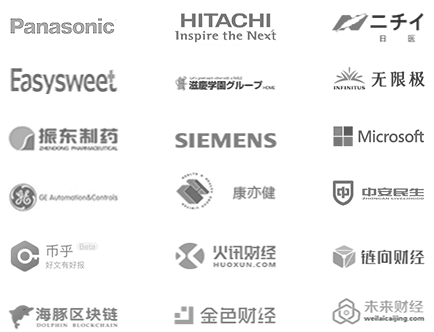 Panasonic
HITACHI
Inspire the Next
ニチイ
日 医
Easysweet
滋慶学園グループ HOME
INFINITUS
无限极
振东制药
ZHENDONG PHARMACEUTICAL
SIEMENS
Microsoft
GE Automation&Controls
康亦健
中安民生
币乎 Beta
好文有好报
火讯财经
HUOXUN.COM
链向财经
海豚区块链
DOLPHIN BLOCKCHAIN
金色财经
未来财经
weilaicaijing.com